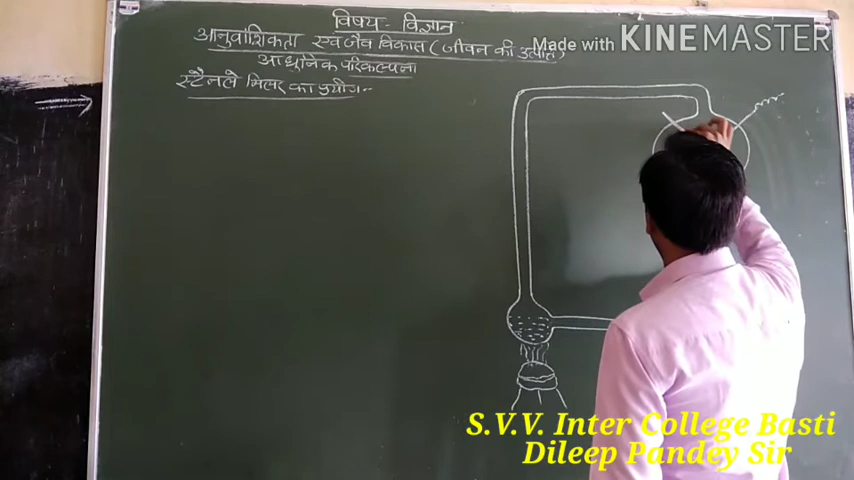 विषय- विज्ञान
आनुवांशिकता एवं जैव विकास (जीवन की उत्पत्ति)
आधुनिक परिकल्पना
स्टैनले मिलर का प्रयोग:-
Made with KINEMASTER
S.V.V. Inter College Basti
Dileep Pandey Sir